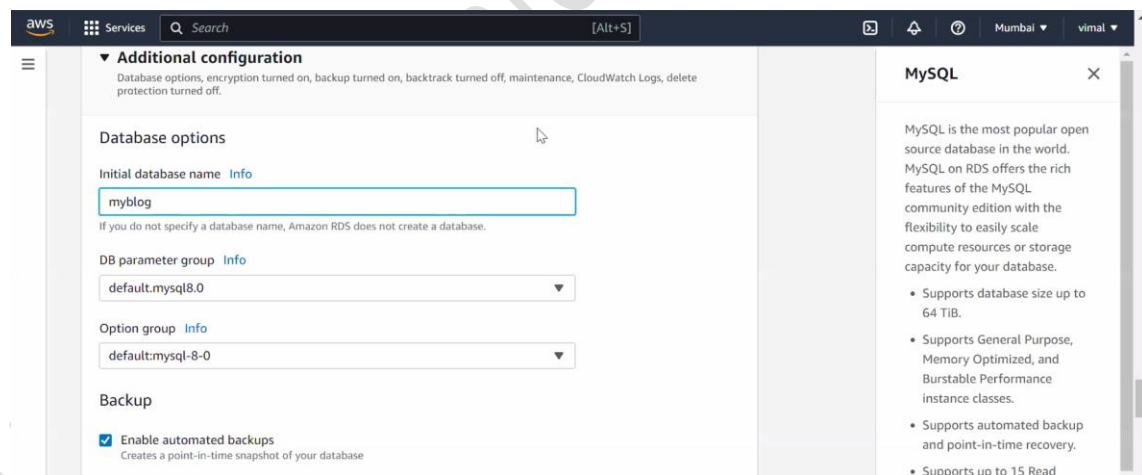 aws Services Search [Alt+S] Mumbai ▼ vimal ▼
▼ Additional configuration
Database options, encryption turned on, backup turned on, backtrack turned off, maintenance, CloudWatch Logs, delete
protection turned off.
Database options
Initial database name Info
myblog
If you do not specify a database name, Amazon RDS does not create a database.
DB parameter group Info
default.mysql8.0
Option group Info
default:mysql-8-0
Backup
Enable automated backups
Creates a point-in-time snapshot of your database
MySQL
MySQL is the most popular open
source database in the world.
MySQL on RDS offers the rich
features of the MySQL
community edition with the
flexibility to easily scale
compute resources or storage
capacity for your database.
• Supports database size up to
64 TiB.
• Supports General Purpose,
Memory Optimized, and
Burstable Performance
instance classes.
• Supports automated backup
and point-in-time recovery.
• Supports up to 15 Read